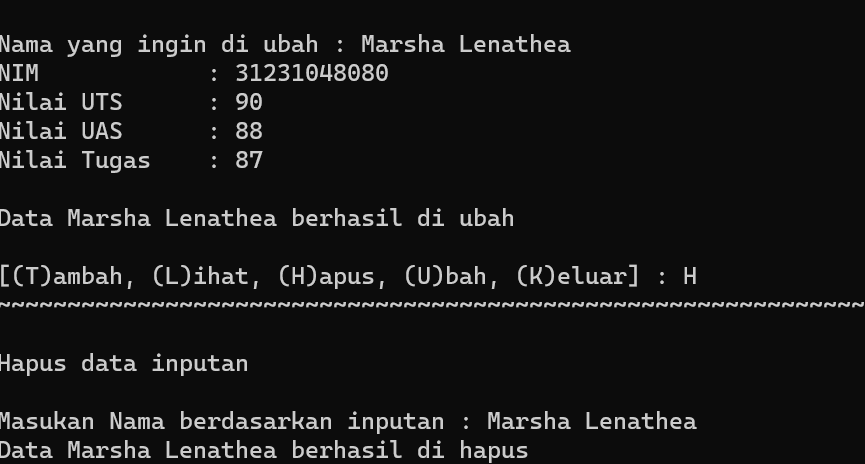 Nama yang ingin di ubah : Marsha Lenathea
NIM            : 31231048080
Nilai UTS      : 90
Nilai UAS      : 88
Nilai Tugas    : 87
Data Marsha Lenathea berhasil di ubah
[(T)ambah, (L)ihat, (H)apus, (U)bah, (K)eluar] : H
~~~~~~~~~~~~~~~~~~~~~~~~~~~~~~~~~~~~~~~~~~~~~~~~~~~~~~~~~~~~~~
Hapus data inputan
Masukan Nama berdasarkan inputan : Marsha Lenathea
Data Marsha Lenathea berhasil di hapus